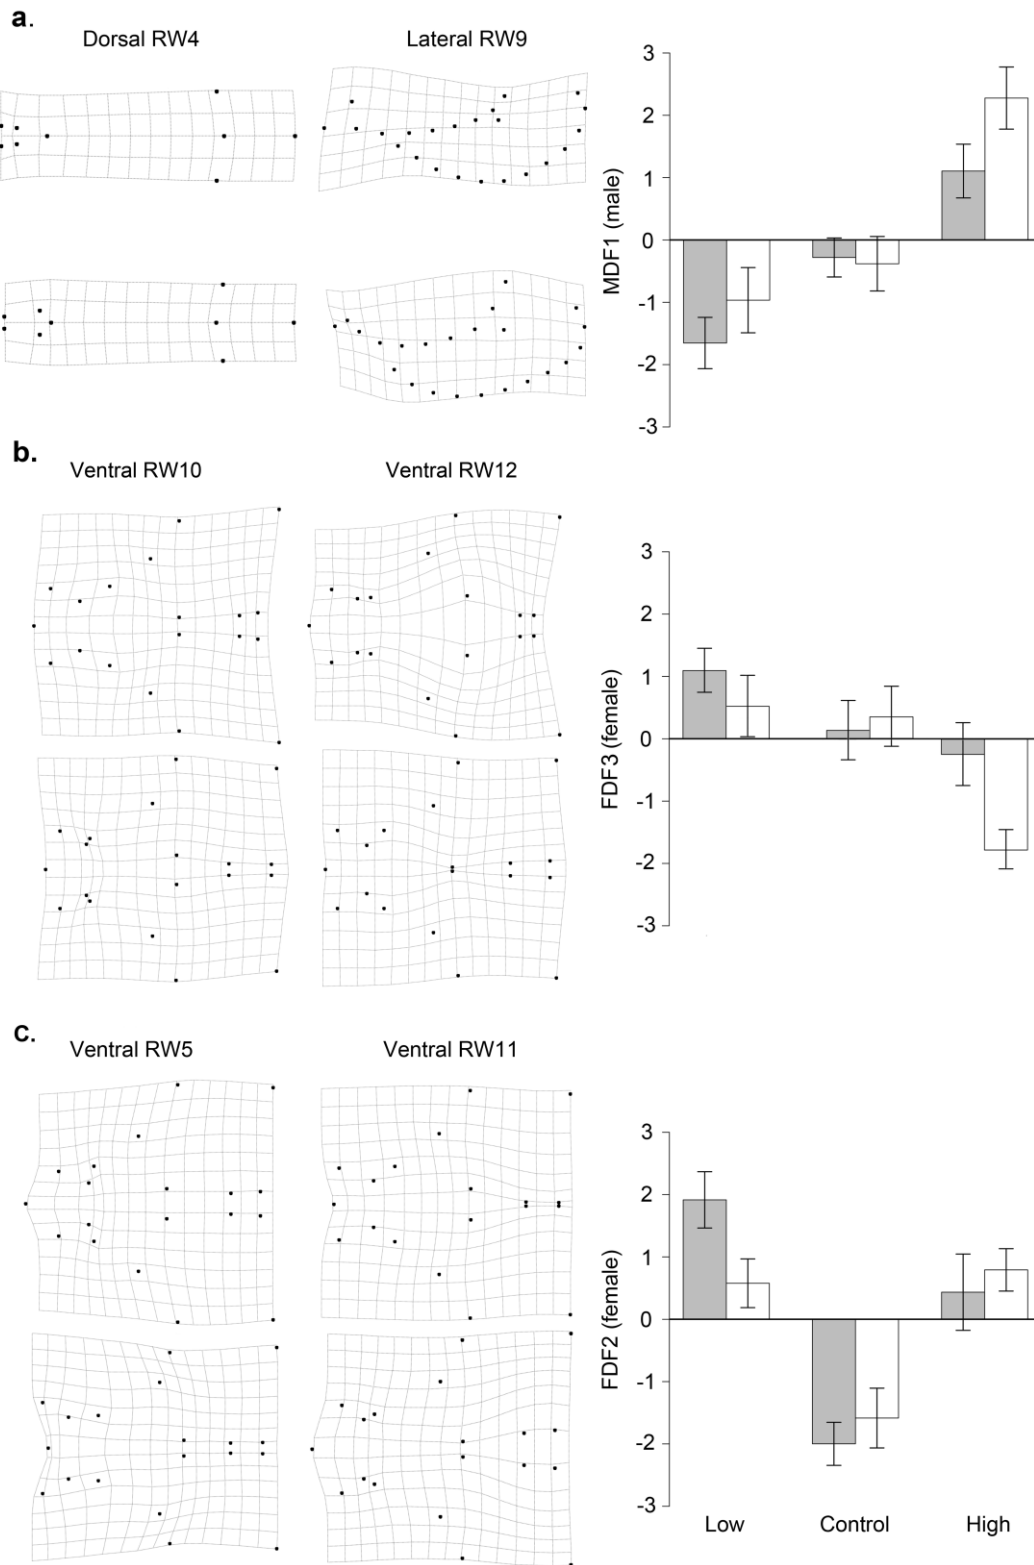 a.
Dorsal RW4
Lateral RW9
3
2
1
0
-1
-2
-3
MDF1 (male)
b.
Ventral RW10
Ventral RW12
3
2
1
0
-1
-2
-3
FDF3 (female)
c.
Ventral RW5
Ventral RW11
3
2
1
0
-1
-2
-3
FDF2 (female)
Low Control High